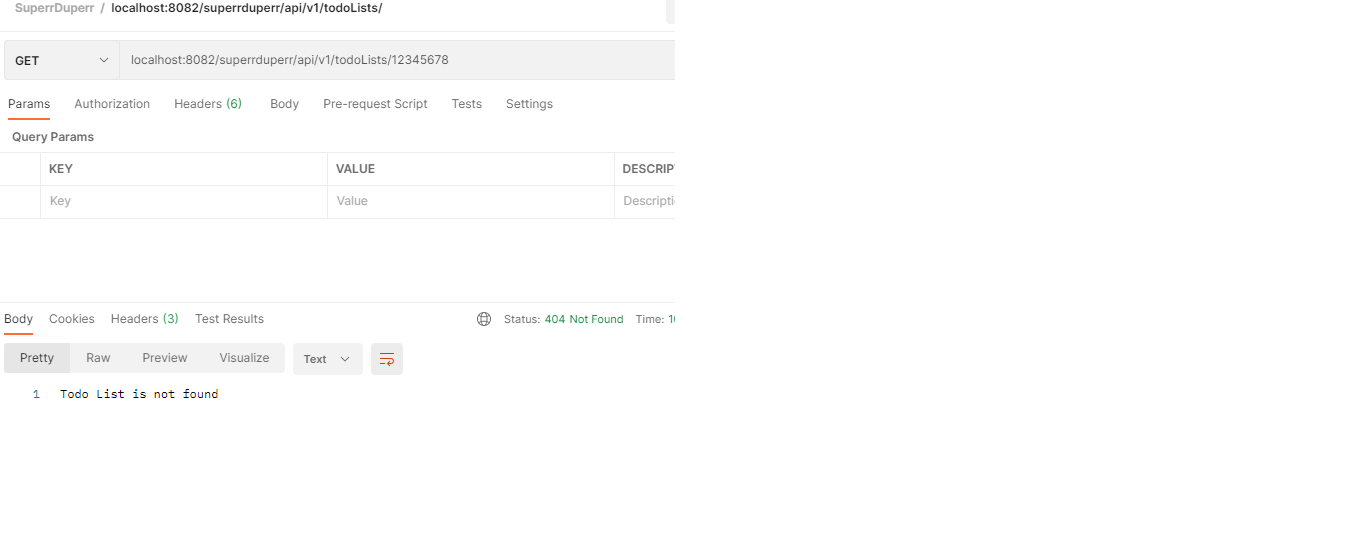 SuperrDuperr / localhost:8082/superrduperr/api/v1/todoLists/
GET localhost:8082/superrduperr/api/v1/todoLists/12345678
Params Authorization Headers (6) Body Pre-request Script Tests Settings
Query Params
KEY VALUE DESCRIP
Key Value Descripti
Body Cookies Headers (3) Test Results Status: 404 Not Found Time:
Pretty Raw Preview Visualize Text
1 Todo List is not found